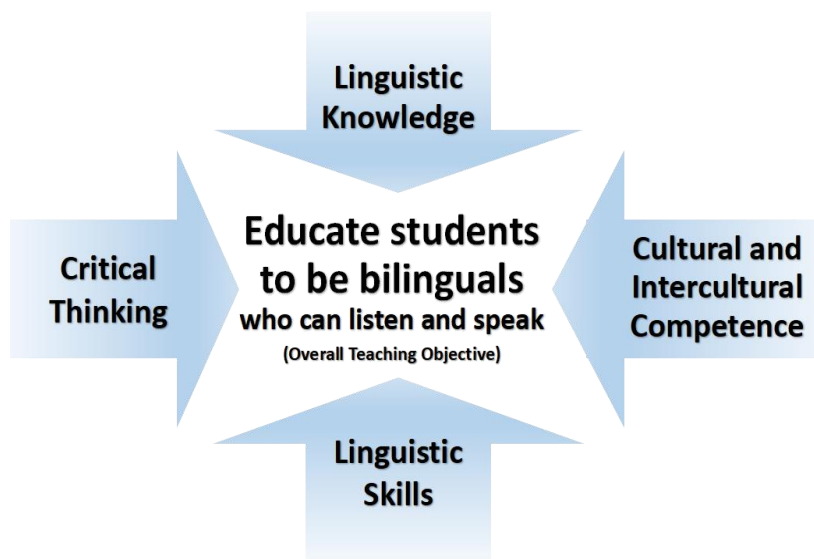 Linguistic
Knowledge
Critical
Thinking
Educate students
to be bilinguals
who can listen and speak
(Overall Teaching Objective)
Cultural and
Intercultural
Competence
Linguistic
Skills